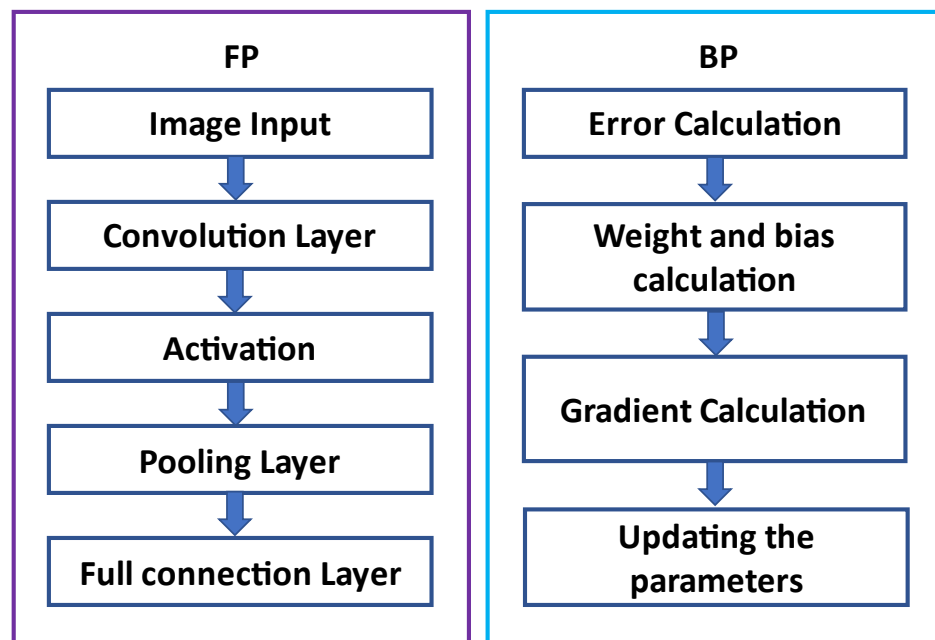 FP
Image Input
Convolution Layer
Activation
Pooling Layer
Full connection Layer
BP
Error Calculation
Weight and bias
calculation
Gradient Calculation
Updating the
parameters